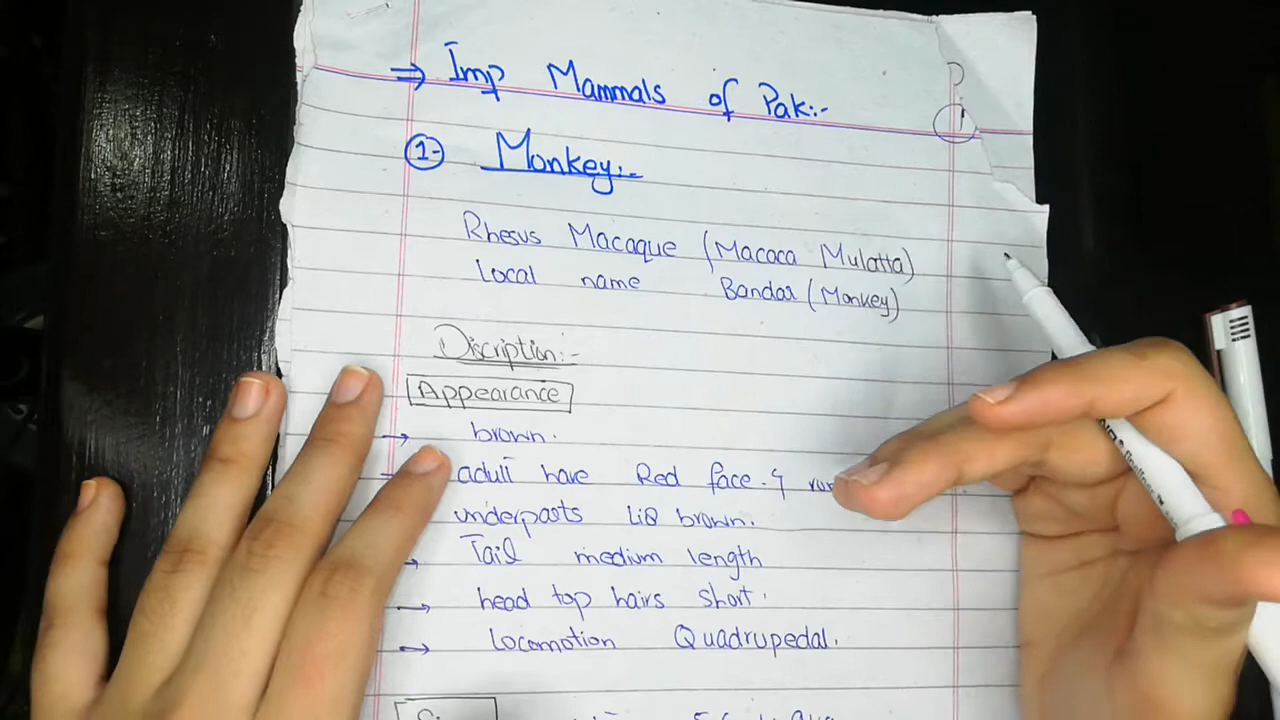 ⇒ Imp Mammals of Pak:-
1- Monkey:-
Rhesus Macaque (Macaca Mulatta)
Local name Bandar (Monkey)
Discription:-
Appearance
→ brown.
→ adult have Red face. &
underparts brown.
→ Tail medium length
→ head top hairs short.
→ Locomotion Quadrupedal.